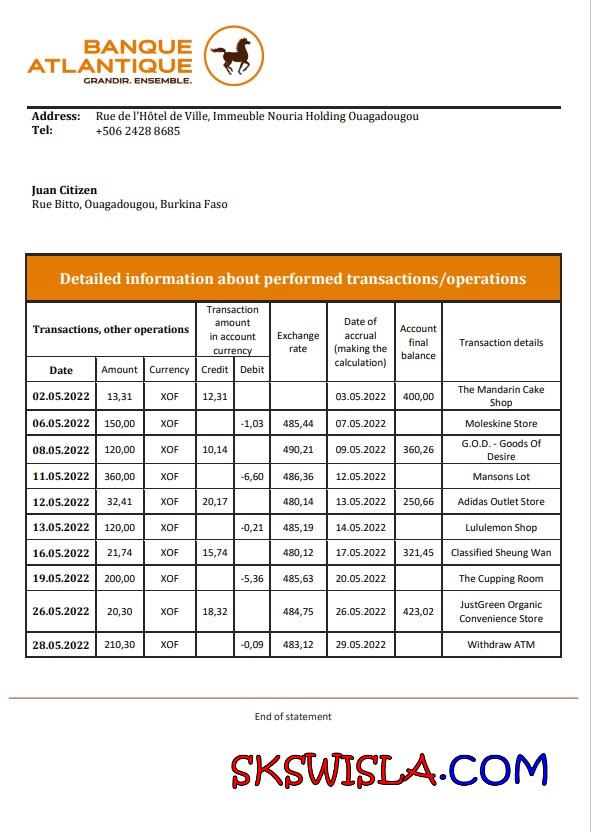 BANQUE
ATLANTIQUE
GRANDIR. ENSEMBLE.
Address: Rue de l'Hôtel de Ville, Immeuble Nouria Holding Ouagadougou
Tel: +506 2428 8685
Juan Citizen
Rue Bitto, Ouagadougou, Burkina Faso
Detailed information about performed transactions/operations
Transactions, other operations
Transaction
amount
in account
currency
Exchange
rate
Date of
accrual
(making the
calculation)
Account
final
balance
Transaction details
Date Amount Currency Credit Debit
02.05.2022 13,31 XOF 12,31 03.05.2022 400,00 The Mandarin Cake
Shop
06.05.2022 150,00 XOF -1,03 485,44 07.05.2022 Moleskine Store
08.05.2022 120,00 XOF 10,14 490,21 09.05.2022 360,26 G.O.D. - Goods Of
Desire
11.05.2022 360,00 XOF -6,60 486,36 12.05.2022 Mansons Lot
12.05.2022 32,41 XOF 20,17 480,14 13.05.2022 250,66 Adidas Outlet Store
13.05.2022 120,00 XOF -0,21 485,19 14.05.2022 Lululemon Shop
16.05.2022 21,74 XOF 15,74 480,12 17.05.2022 321,45 Classified Sheung Wan
19.05.2022 200,00 XOF -5,36 485,63 20.05.2022 The Cupping Room
26.05.2022 20,30 XOF 18,32 484,75 26.05.2022 423,02 JustGreen Organic
Convenience Store
28.05.2022 210,30 XOF -0,09 483,12 29.05.2022 Withdraw ATM
End of statement
SKSWISLA.COM